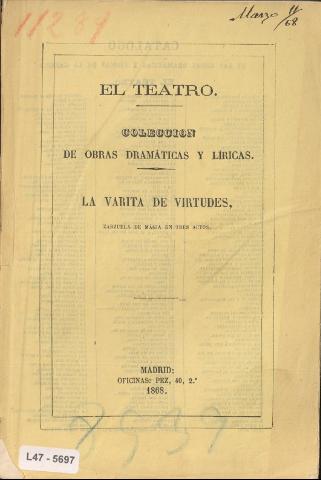 11289
Marzo 4/68
EL TEATRO.
COLECCION
DE OBRAS DRAMÁTICAS Y LÍRICAS.
LA VARITA DE VIRTUDES,
ZARZUELA DE MAGIA EN TRES ACTOS.
MADRID:
OFICINAS: PEZ, 40, 2.º
1868.
L47 - 5697